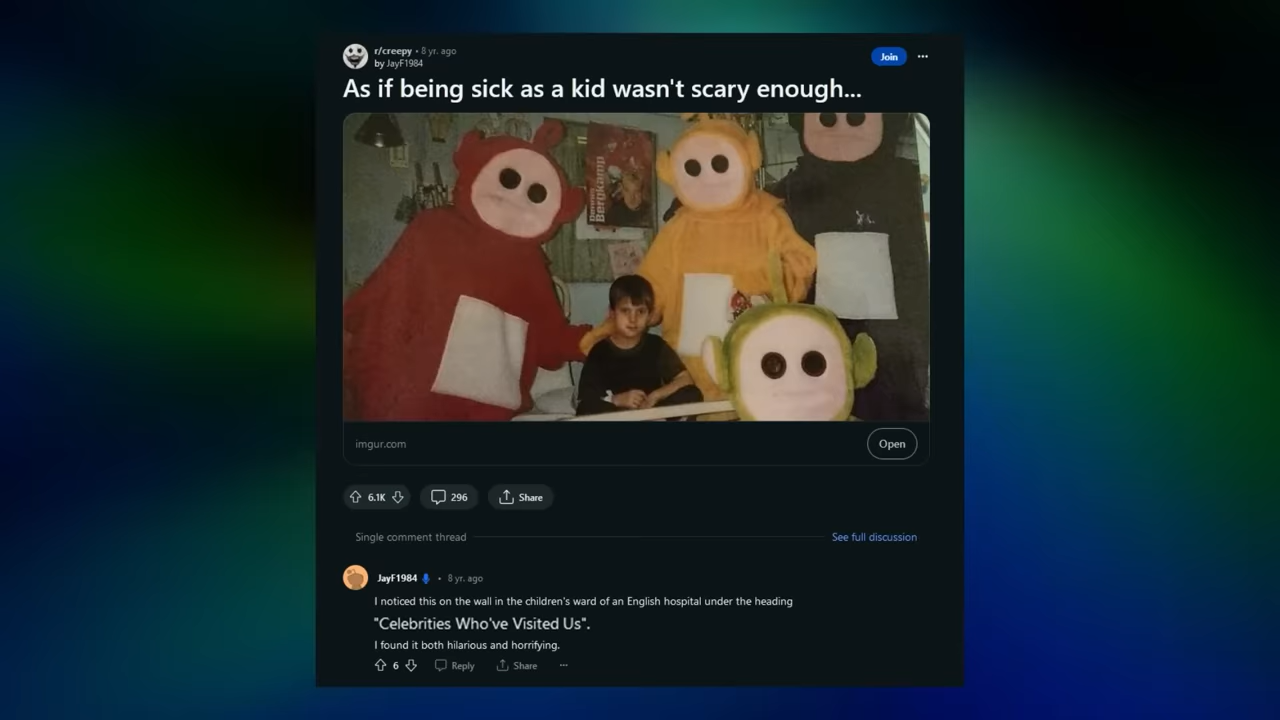 r/creepy • 8 yr. ago
by JayF1984
Join
As if being sick as a kid wasn't scary enough...
Dennis
Bergkamp
imgur.com
Open
6.1K
296
Share
Single comment thread
See full discussion
JayF1984 • 8 yr. ago
I noticed this on the wall in the children's ward of an English hospital under the heading
"Celebrities Who've Visited Us".
I found it both hilarious and horrifying.
6
Reply
Share